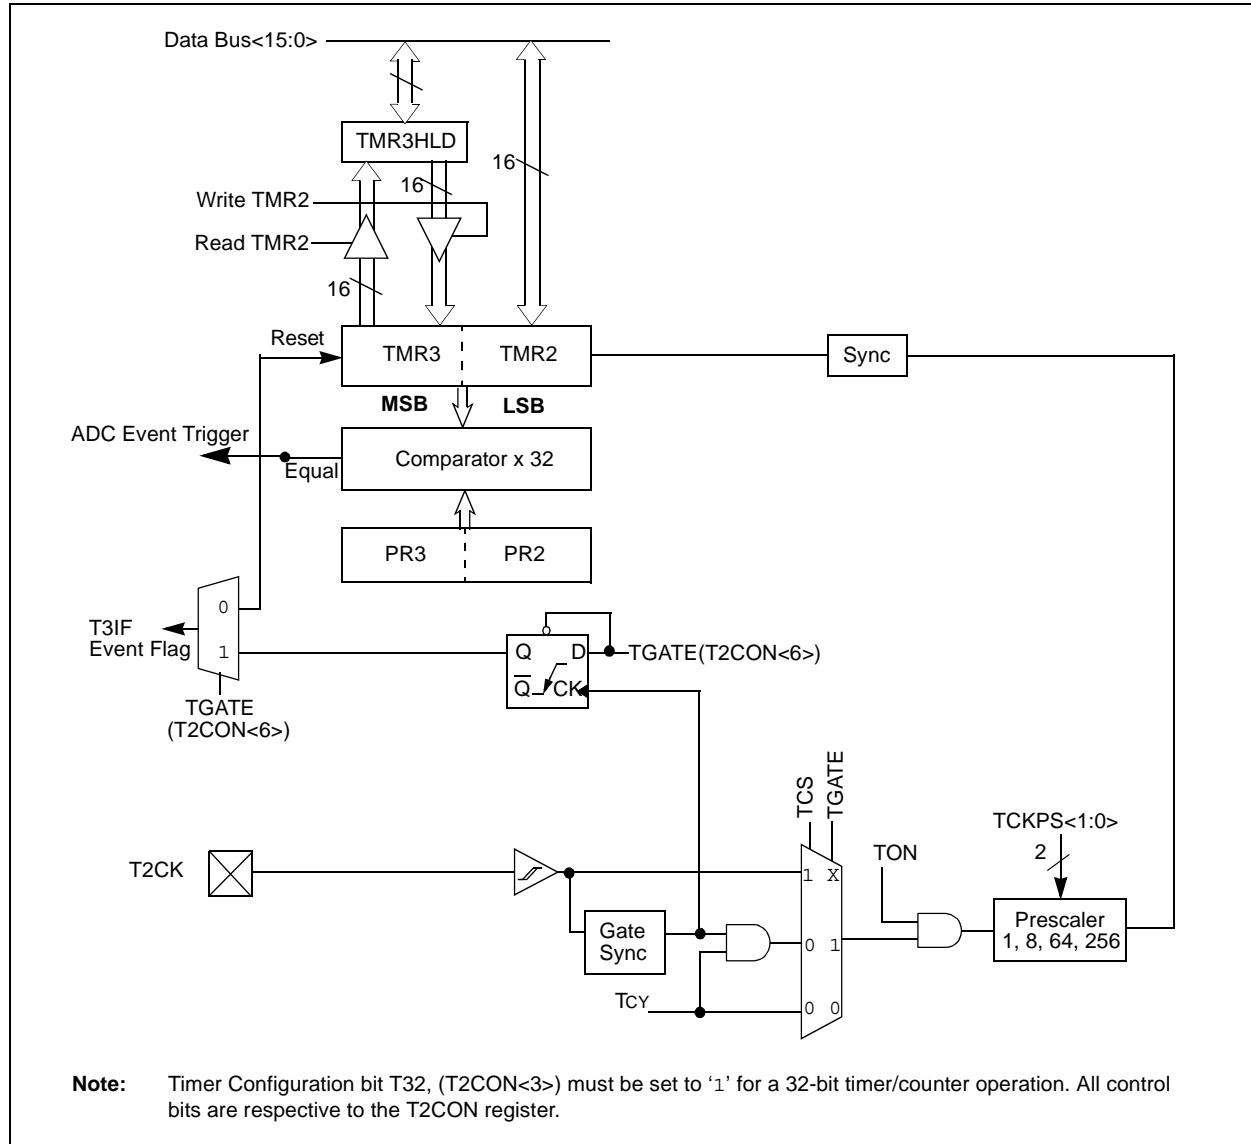 Data Bus<15:0>
TMR3HLD
16
16
Write TMR2
Read TMR2
16
Reset
TMR3
TMR2
Sync
MSB
LSB
ADC Event Trigger
Equal
Comparator x 32
PR3
PR2
0
T3IF
Event Flag
1
Q
D
TGATE(T2CON<6>)
Q
CK
TGATE
(T2CON<6>)
TCS
TGATE
TCKPS<1:0>
2
TON
T2CK
1 X
Prescaler
1, 8, 64, 256
Gate
Sync
0 1
TCY
0 0
Note: Timer Configuration bit T32, (T2CON<3>) must be set to ‘1’ for a 32-bit timer/counter operation. All control
bits are respective to the T2CON register.